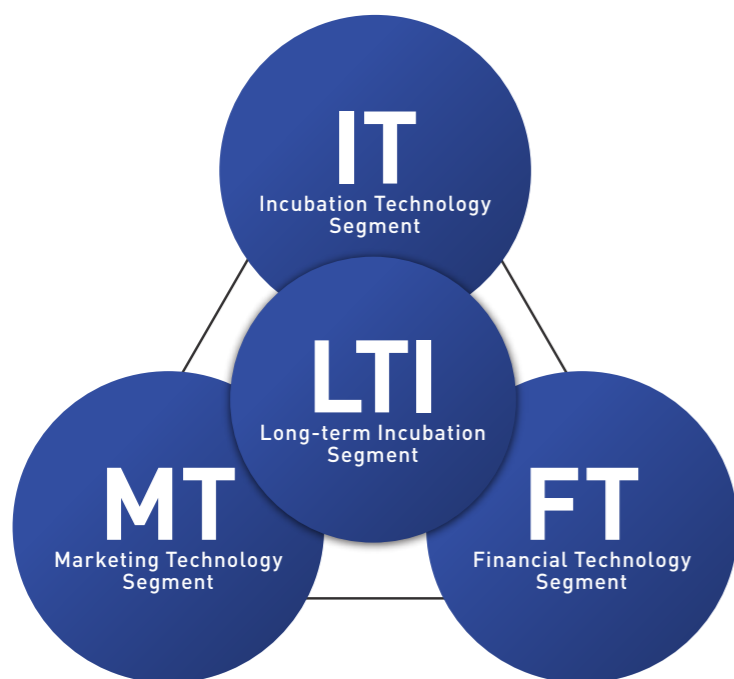 IT
Incubation Technology
Segment
LTI
Long-term Incubation
Segment
MT
Marketing Technology
Segment
FT
Financial Technology
Segment